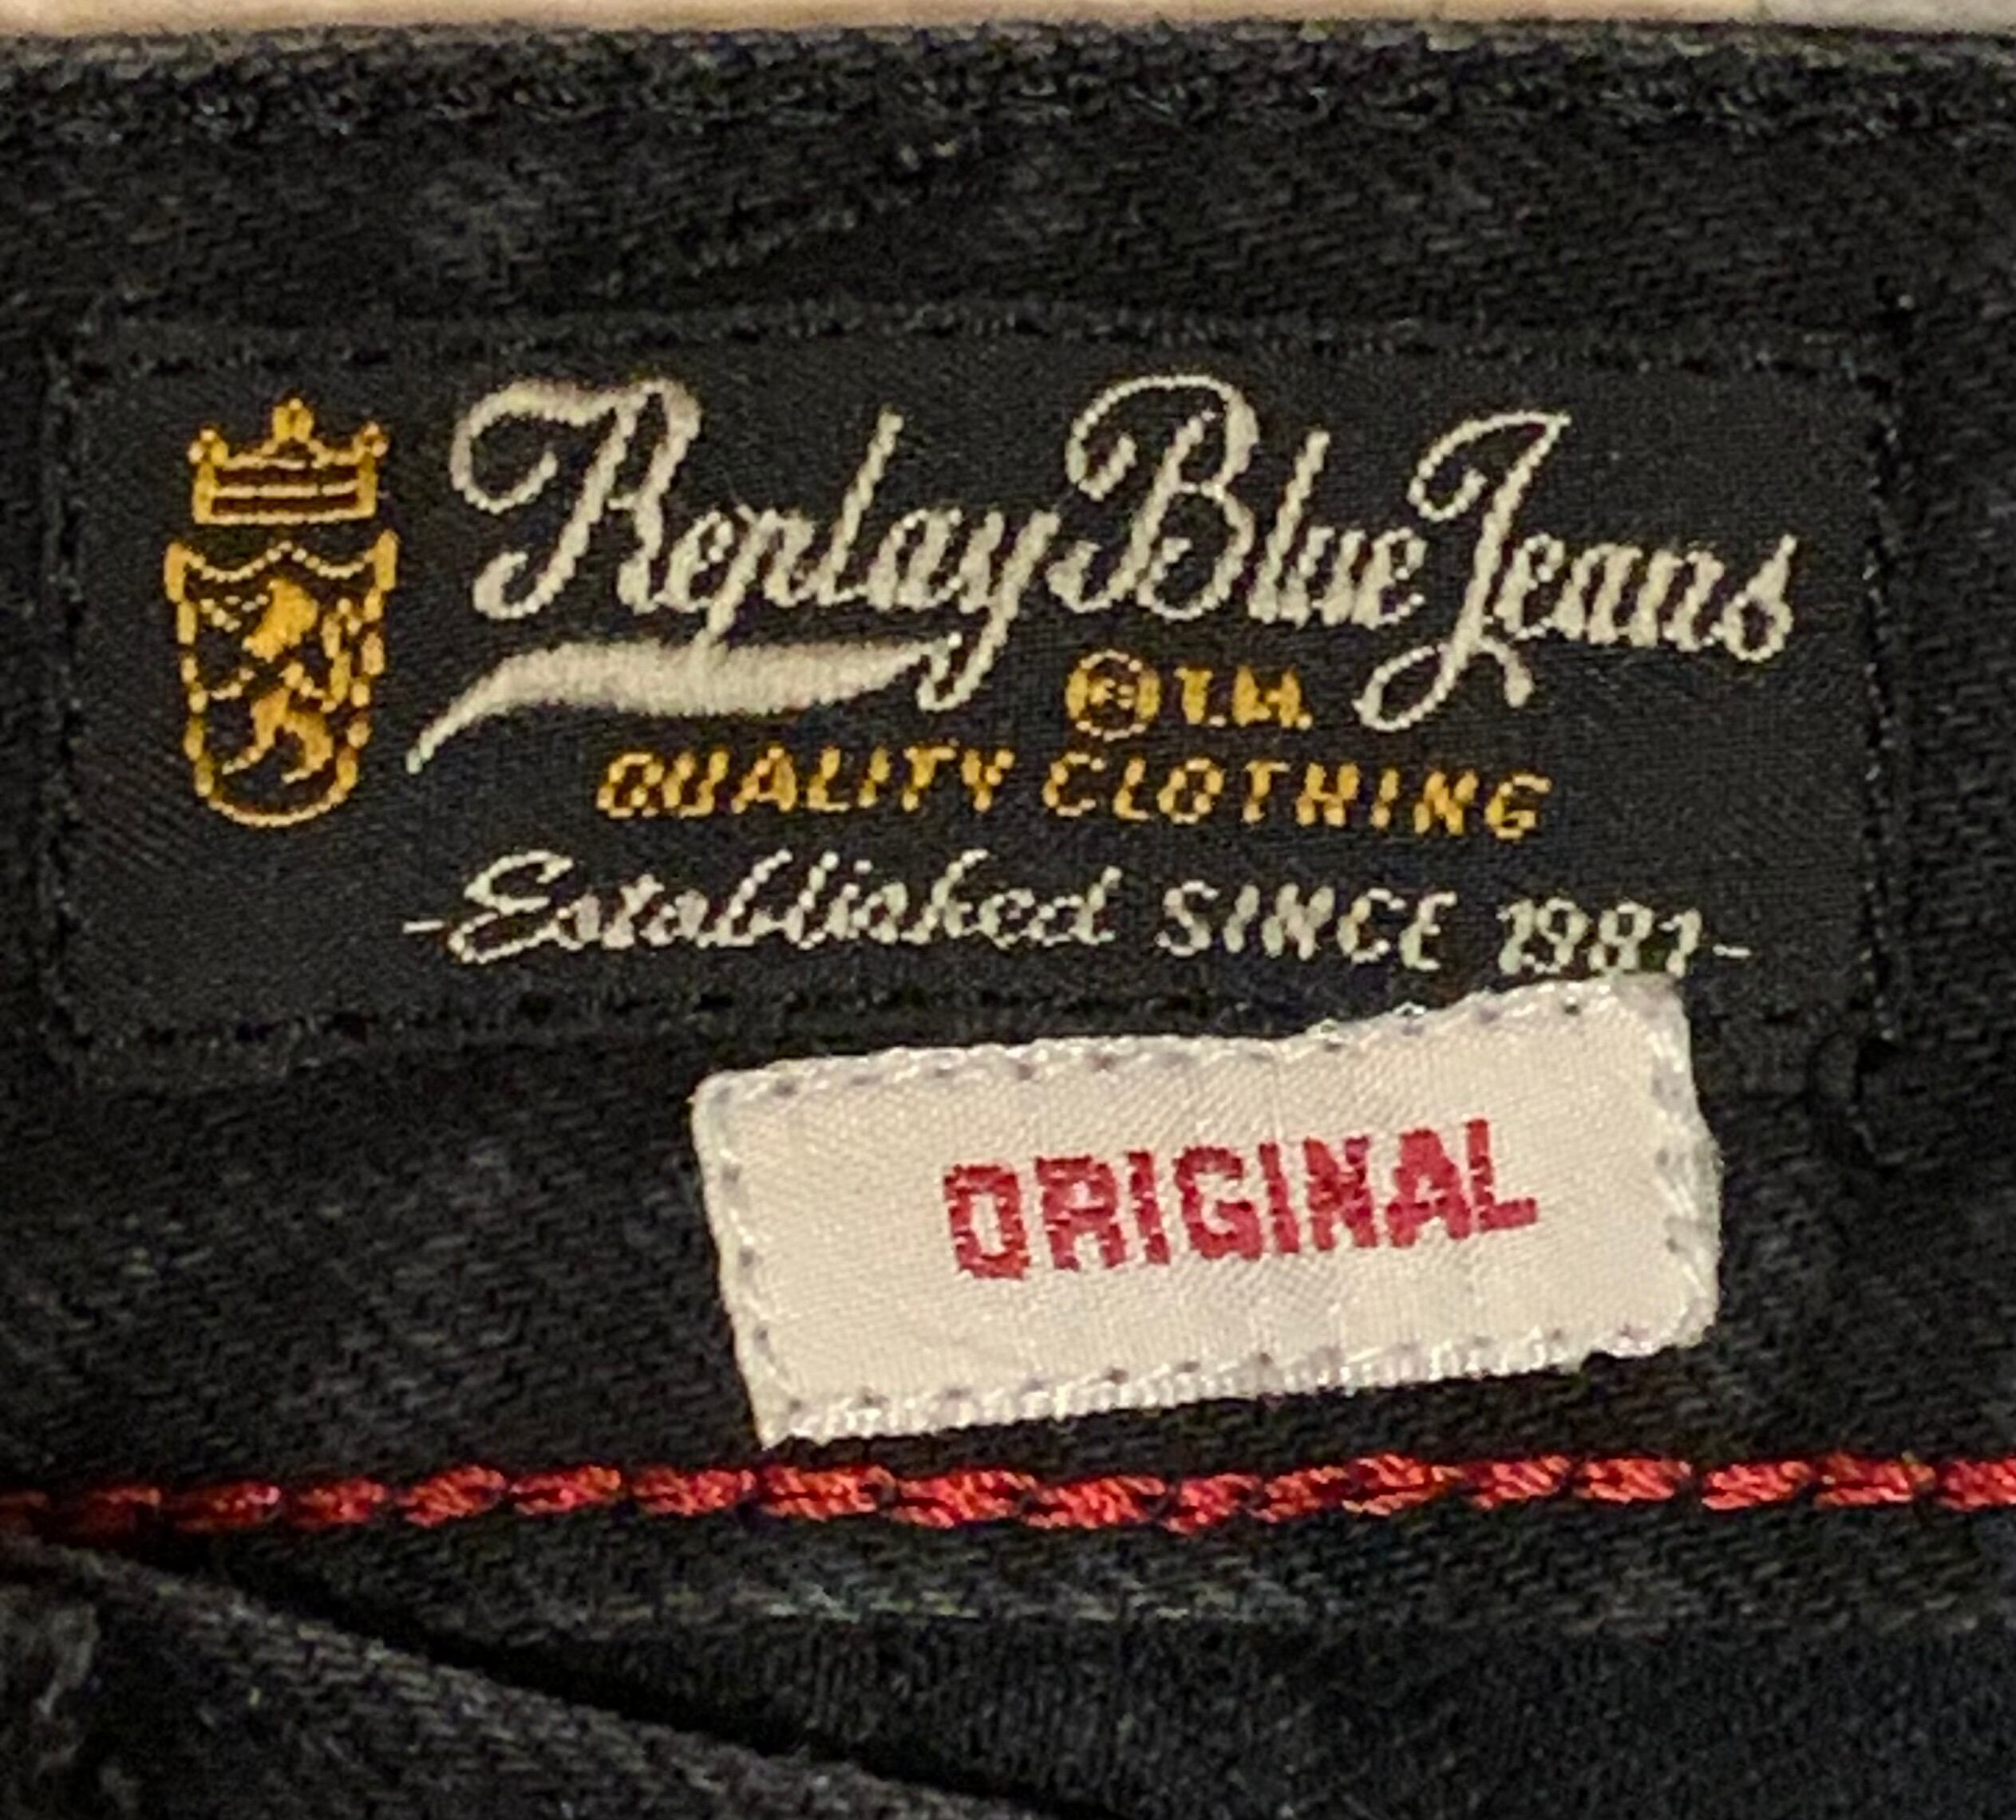 Replay Blue Jeans
® T.M.
QUALITY CLOTHING
-Established SINCE 1981-
ORIGINAL